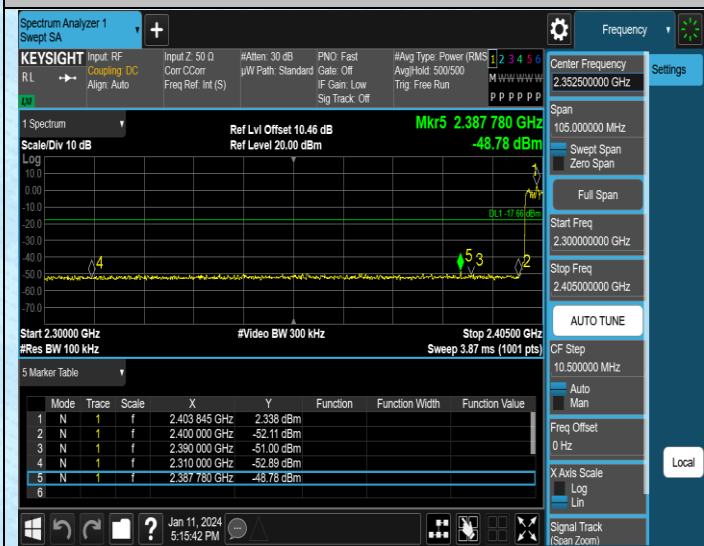 Spectrum Analyzer 1
Swept SA
+
Frequency
KEYSIGHT
RL
LXI
Input: RF
Coupling: DC
Align: Auto
Input Z: 50 Ω
Corr CCorr
Freq Ref: Int (S)
#Atten: 30 dB
µW Path: Standard
PNO: Fast
Gate: Off
IF Gain: Low
Sig Track: Off
#Avg Type: Power (RMS
Avg|Hold: 500/500
Trig: Free Run
1 2 3 4 5 6
M W W W W W
P P P P P P
1 Spectrum
Scale/Div 10 dB
Ref Lvl Offset 10.46 dB
Ref Level 20.00 dBm
Mkr5 2.387 780 GHz
-48.78 dBm
Log
10.0
0.00
-10.0
-20.0
-30.0
-40.0
-50.0
-60.0
-70.0
DL1 -17.66 dBm
1
4
5
3
2
Start 2.30000 GHz
#Res BW 100 kHz
#Video BW 300 kHz
Stop 2.40500 GHz
Sweep 3.87 ms (1001 pts)
5 Marker Table
Mode Trace Scale X Y Function Function Width Function Value
1 N 1 f 2.403 845 GHz 2.338 dBm
2 N 1 f 2.400 000 GHz -52.11 dBm
3 N 1 f 2.390 000 GHz -51.00 dBm
4 N 1 f 2.310 000 GHz -52.89 dBm
5 N 1 f 2.387 780 GHz -48.78 dBm
6
?
Jan 11, 2024
5:15:42 PM
Center Frequency
2.352500000 GHz
Span
105.000000 MHz
Swept Span
Zero Span
Full Span
Start Freq
2.300000000 GHz
Stop Freq
2.405000000 GHz
AUTO TUNE
CF Step
10.500000 MHz
Auto
Man
Freq Offset
0 Hz
X Axis Scale
Log
Lin
Signal Track
(Span Zoom)
Settings
Local